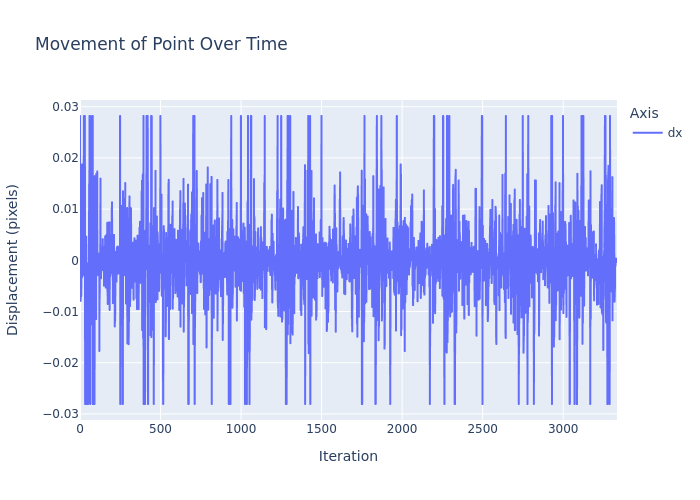 Movement of Point Over Time
Displacement (pixels)
0.03
0.02
0.01
0
−0.01
−0.02
−0.03
0
500
1000
1500
2000
2500
3000
Iteration
Axis
dx